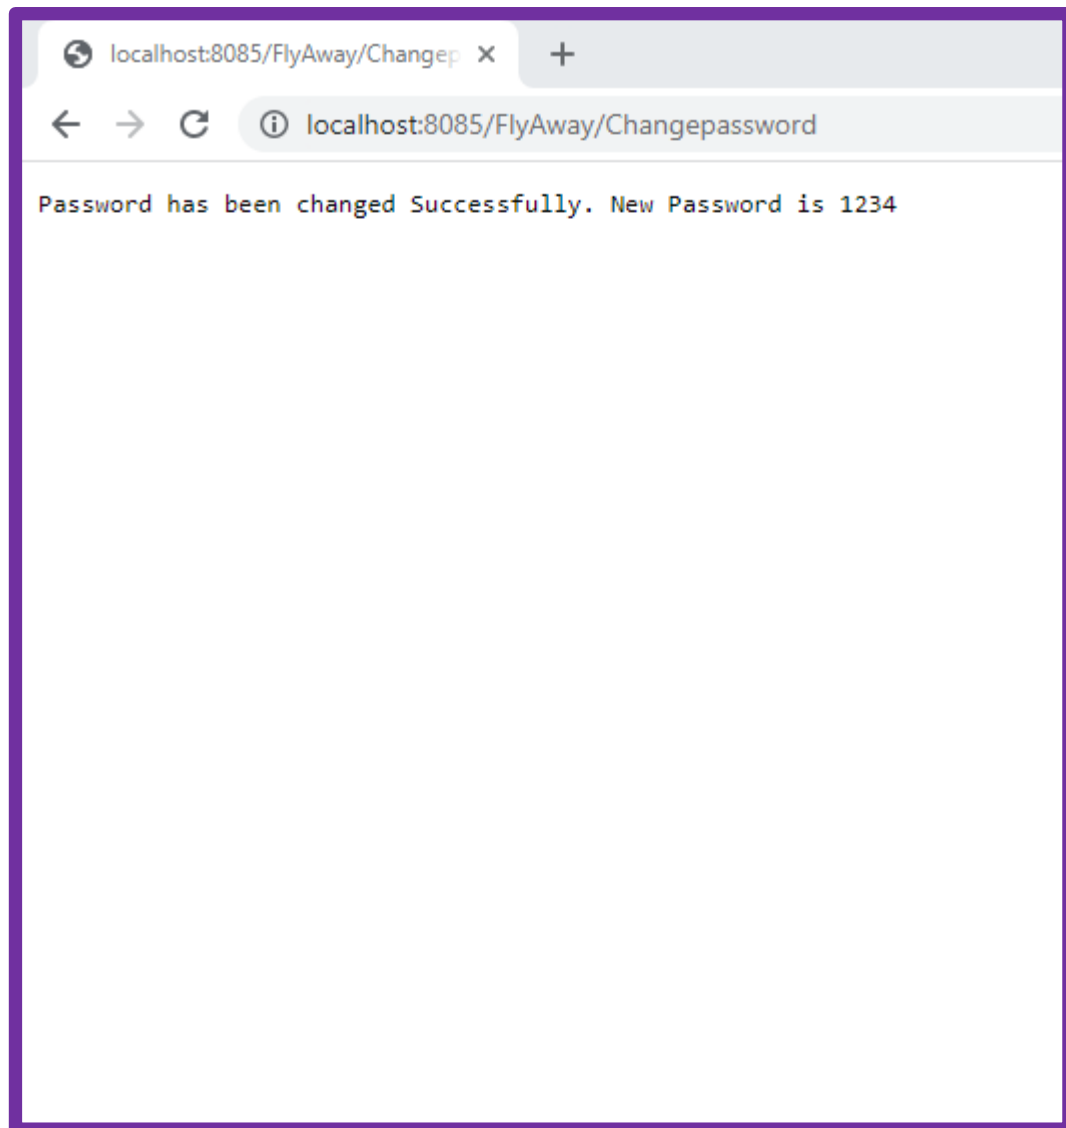 localhost:8085/FlyAway/Changep
localhost:8085/FlyAway/Changepassword
Password has been changed Successfully. New Password is 1234